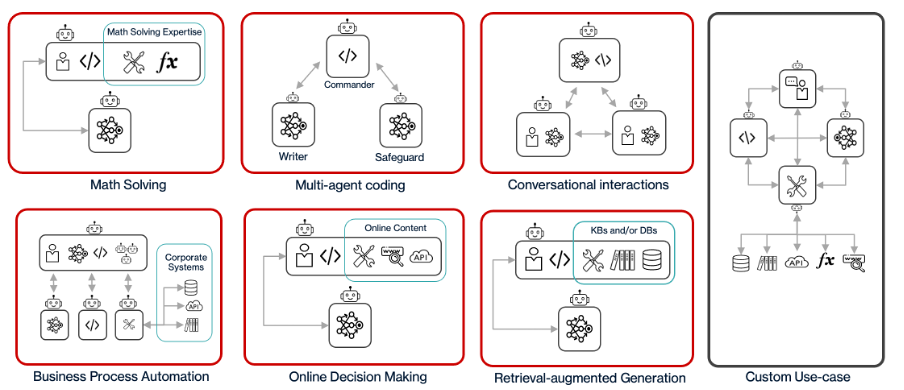 Math Solving Expertise
</>
fx
Math Solving
</>
Commander
Writer
Safeguard
Multi-agent coding
</>
Conversational interactions
</>
Corporate
Systems
API
</>
Business Process Automation
Online Content
</>
www
API
Online Decision Making
KBs and/or DBs
</>
Retrieval-augmented Generation
</>
API
fx
www
Custom Use-case